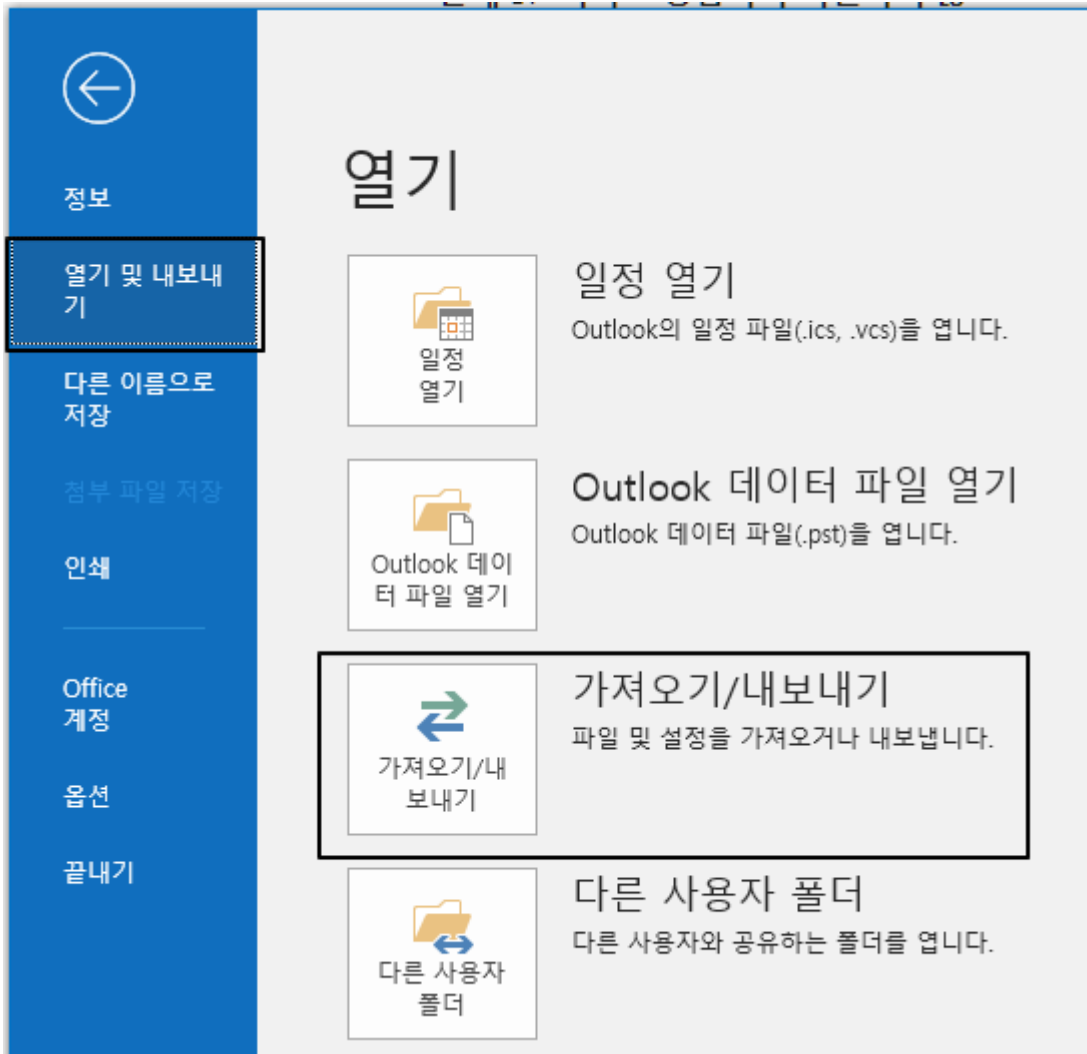 정보
열기 및 내보내
기
다른 이름으로
저장
첨부 파일 저장
인쇄
Office
계정
옵션
끝내기
열기
일정
열기
일정 열기
Outlook의 일정 파일(.ics, .vcs)을 엽니다.
Outlook 데이
터 파일 열기
Outlook 데이터 파일 열기
Outlook 데이터 파일(.pst)을 엽니다.
가져오기/내
보내기
가져오기/내보내기
파일 및 설정을 가져오거나 내보냅니다.
다른 사용자
폴더
다른 사용자 폴더
다른 사용자와 공유하는 폴더를 엽니다.